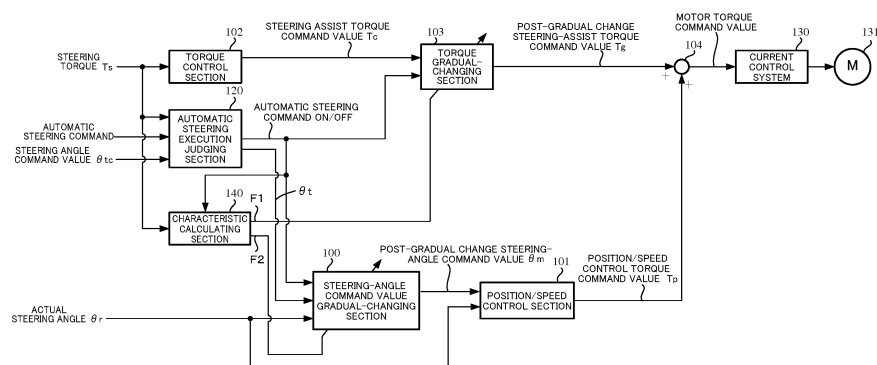 STEERING ASSIST TORQUE
COMMAND VALUE Tc
103
POST-GRADUAL CHANGE
STEERING-ASSIST TORQUE
COMMAND VALUE Tg
MOTOR TORQUE
COMMAND VALUE
104
130
131
STEERING
TORQUE Ts
102
TORQUE
CONTROL
SECTION
TORQUE
GRADUAL-
CHANGING
SECTION
+
+
CURRENT
CONTROL
SYSTEM
M
120
AUTOMATIC
STEERING
EXECUTION
JUDGING
SECTION
AUTOMATIC STEERING
COMMAND ON/OFF
AUTOMATIC
STEERING COMMAND
STEERING ANGLE
COMMAND VALUE θtc
θt
140
CHARACTERISTIC
CALCULATING
SECTION
F1
F2
100
STEERING-ANGLE
COMMAND VALUE
GRADUAL-CHANGING
SECTION
POST-GRADUAL CHANGE STEERING-
ANGLE COMMAND VALUE θm
101
POSITION/SPEED
CONTROL SECTION
POSITION/SPEED
CONTROL TORQUE
COMMAND VALUE Tp
ACTUAL
STEERING ANGLE θr